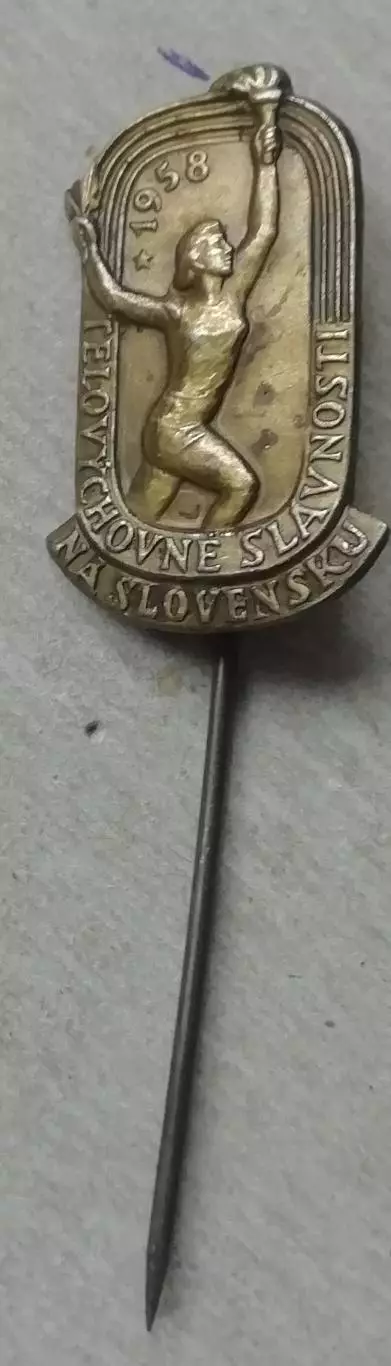 ★ 1958
TELOVÝCHOVNÉ SLÁVNOSTI
NA SLOVENSKU